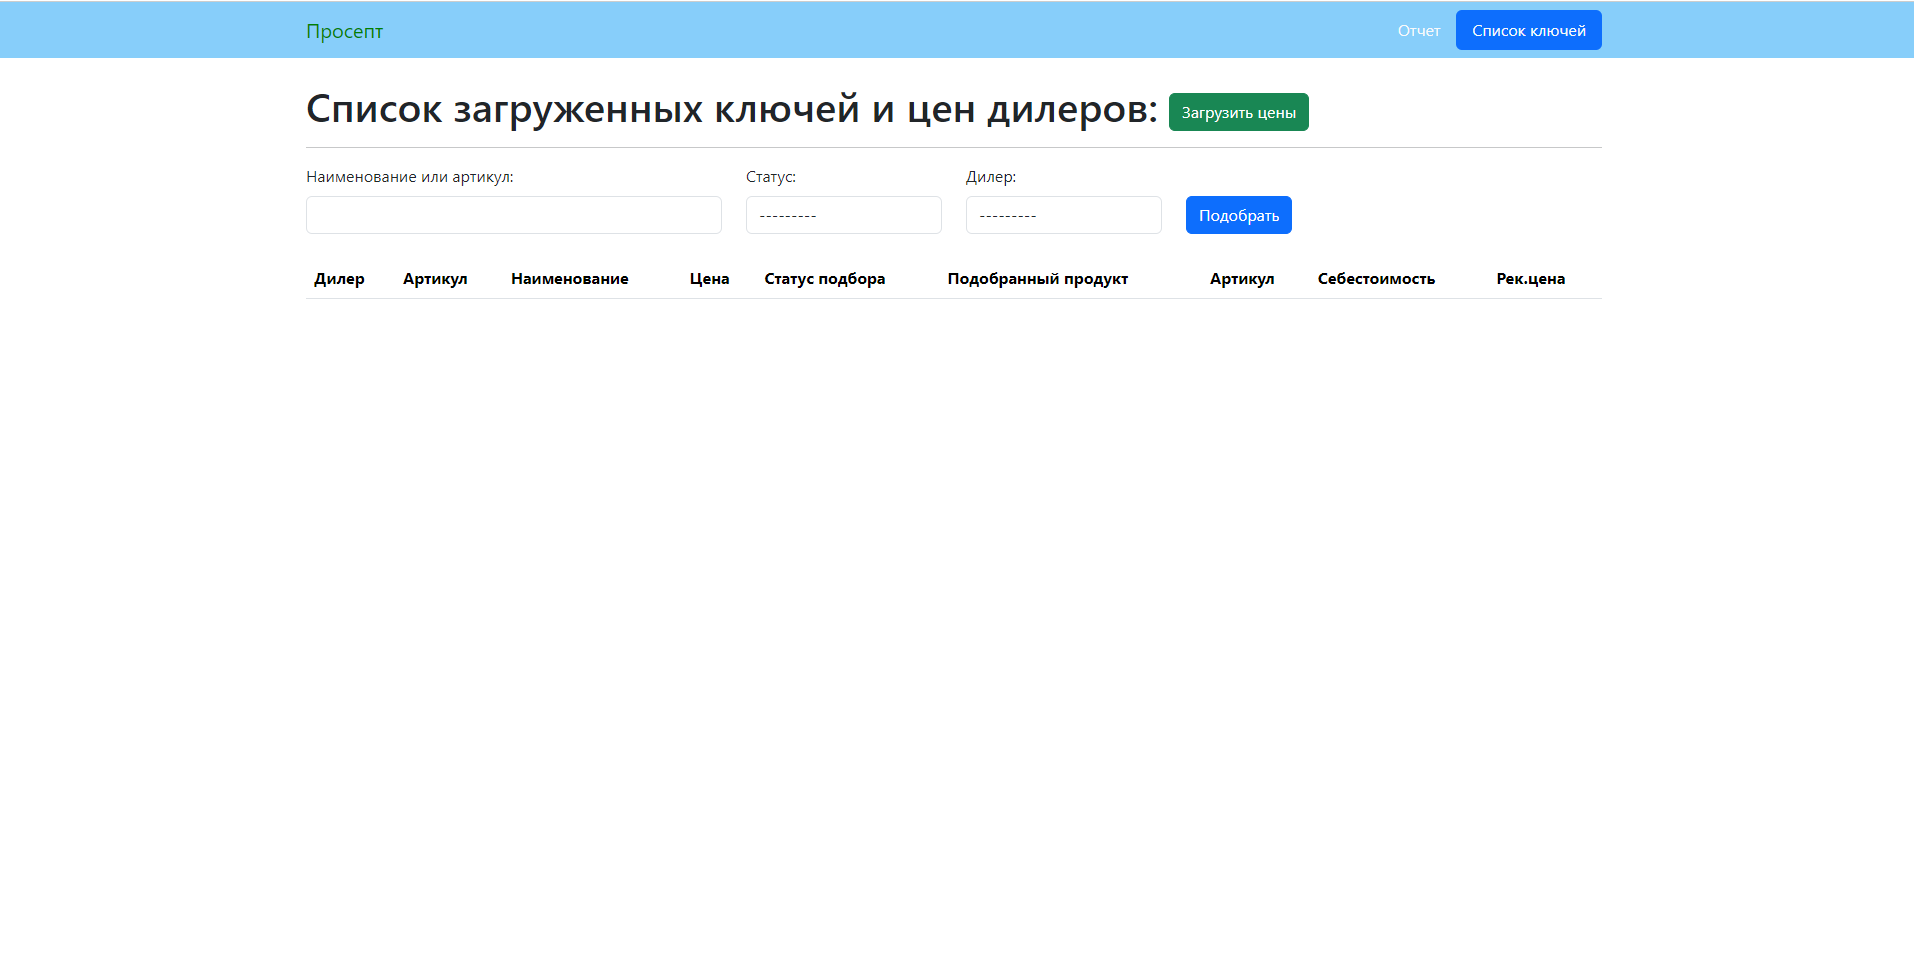 Просепт Отчет Список ключей
Список загруженных ключей и цен дилеров: Загрузить цены
Наименование или артикул: Статус: Дилер:
--------- --------- Подобрать
Дилер Артикул Наименование Цена Статус подбора Подобранный продукт Артикул Себестоимость Рек.цена